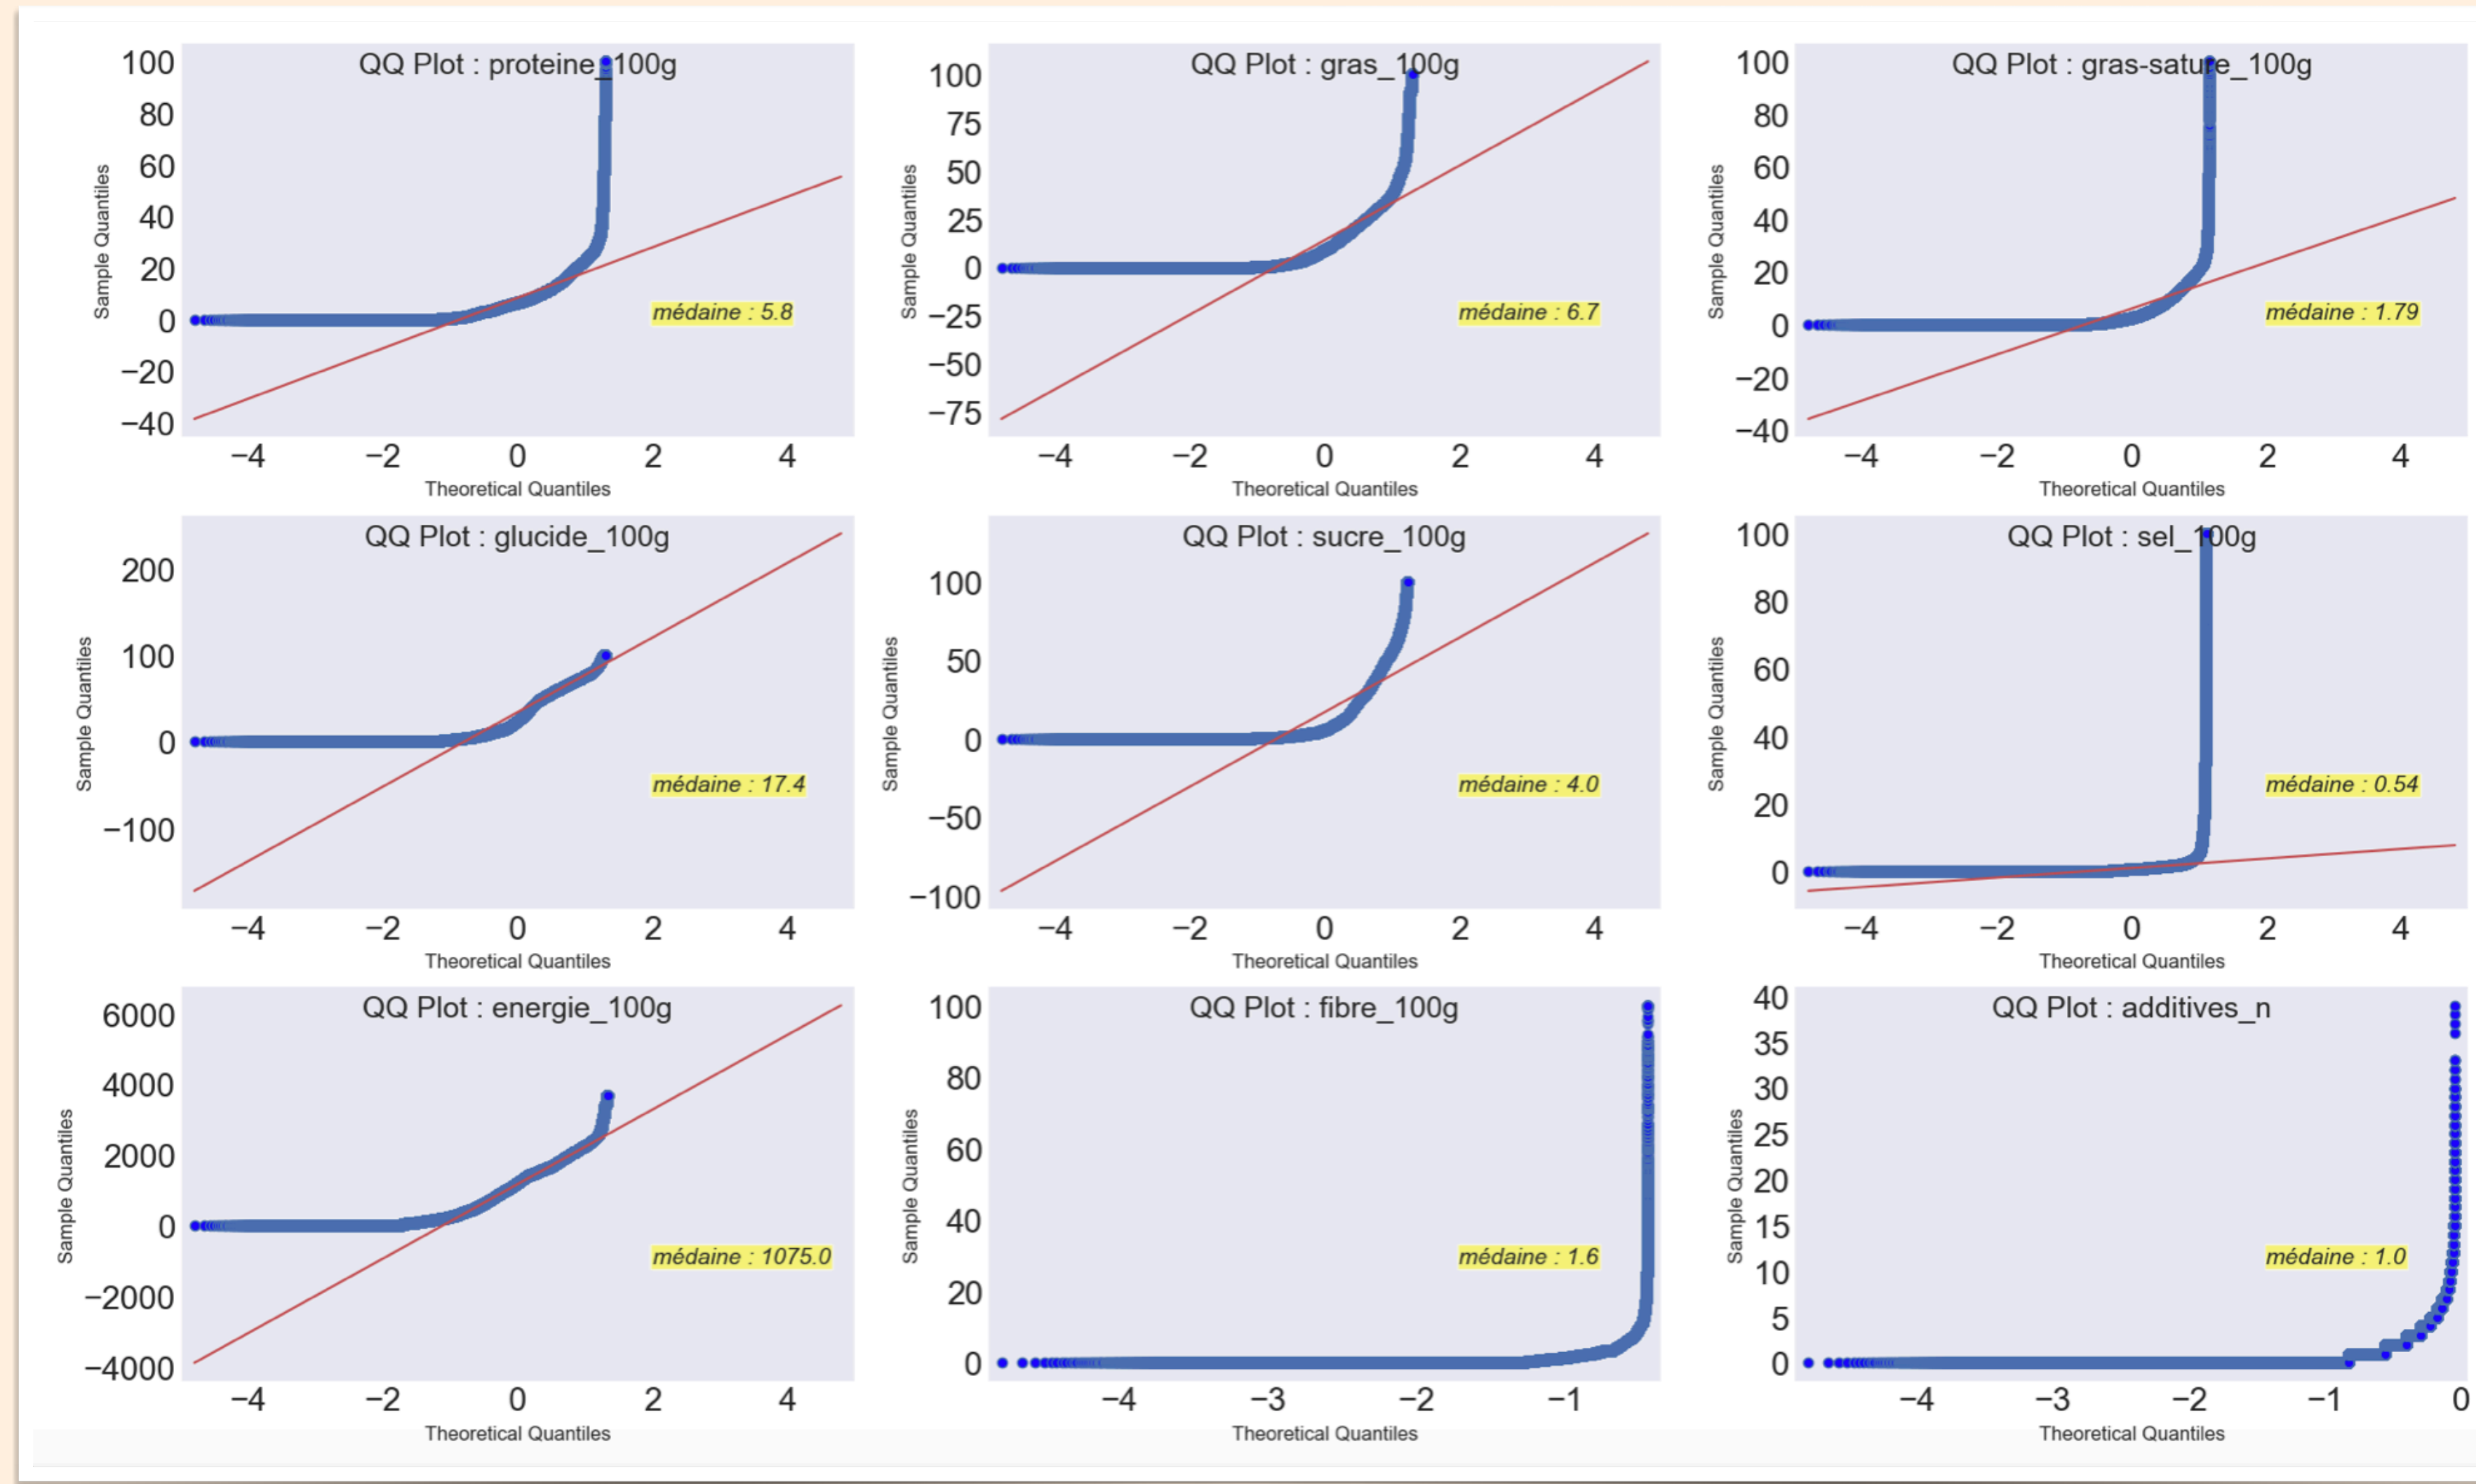 QQ Plot : proteine_100g
100
80
60
40
20
0
−20
−40
Sample Quantiles
médaine : 5.8
−4 −2 0 2 4
Theoretical Quantiles
QQ Plot : gras_100g
100
75
50
25
0
−25
−50
−75
Sample Quantiles
médaine : 6.7
−4 −2 0 2 4
Theoretical Quantiles
QQ Plot : gras-sature_100g
100
80
60
40
20
0
−20
−40
Sample Quantiles
médaine : 1.79
−4 −2 0 2 4
Theoretical Quantiles
QQ Plot : glucide_100g
200
100
0
−100
Sample Quantiles
médaine : 17.4
−4 −2 0 2 4
Theoretical Quantiles
QQ Plot : sucre_100g
100
50
0
−50
−100
Sample Quantiles
médaine : 4.0
−4 −2 0 2 4
Theoretical Quantiles
QQ Plot : sel_100g
100
80
60
40
20
0
Sample Quantiles
médaine : 0.54
−4 −2 0 2 4
Theoretical Quantiles
QQ Plot : energie_100g
6000
4000
2000
0
−2000
−4000
Sample Quantiles
médaine : 1075.0
−4 −2 0 2 4
Theoretical Quantiles
QQ Plot : fibre_100g
100
80
60
40
20
0
Sample Quantiles
médaine : 1.6
−4 −3 −2 −1
Theoretical Quantiles
QQ Plot : additives_n
40
35
30
25
20
15
10
5
0
Sample Quantiles
médaine : 1.0
−4 −3 −2 −1 0
Theoretical Quantiles